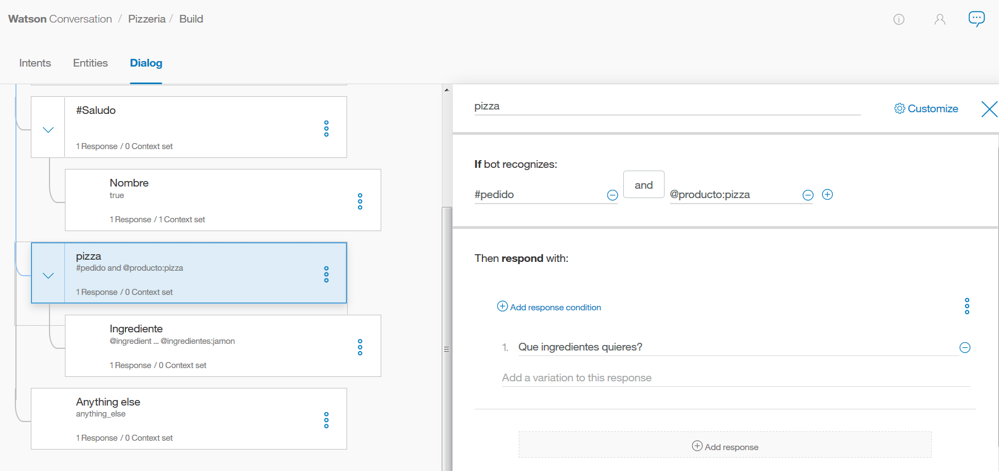 Watson Conversation / Pizzeria / Build
Intents
Entities
Dialog
#Saludo
1 Response / 0 Context set
Nombre
true
1 Response / 1 Context set
pizza
#pedido and @producto:pizza
1 Response / 0 Context set
Ingrediente
@ingredient ... @ingredientes:jamon
1 Response / 0 Context set
Anything else
anything_else
1 Response / 0 Context set
pizza
Customize
If bot recognizes:
#pedido
and
@producto:pizza
Then respond with:
Add response condition
1. Que ingredientes quieres?
Add a variation to this response
Add response